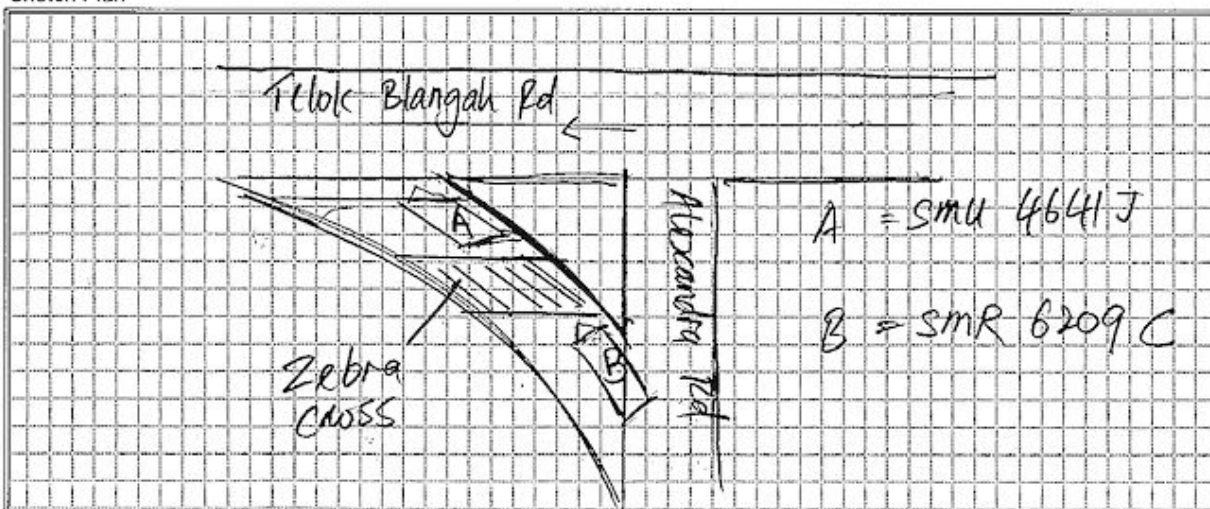 Telok Blangah Rd
A
A = SMU 4641 J
Alexandra Rd
B = SMR 6209 C
B
Zebra
cross